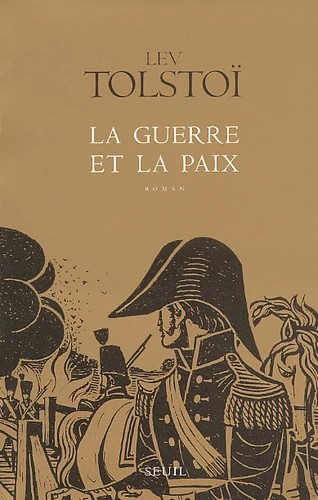 LEV
TOLSTOÏ
LA GUERRE
ET LA PAIX
ROMAN
SEUIL